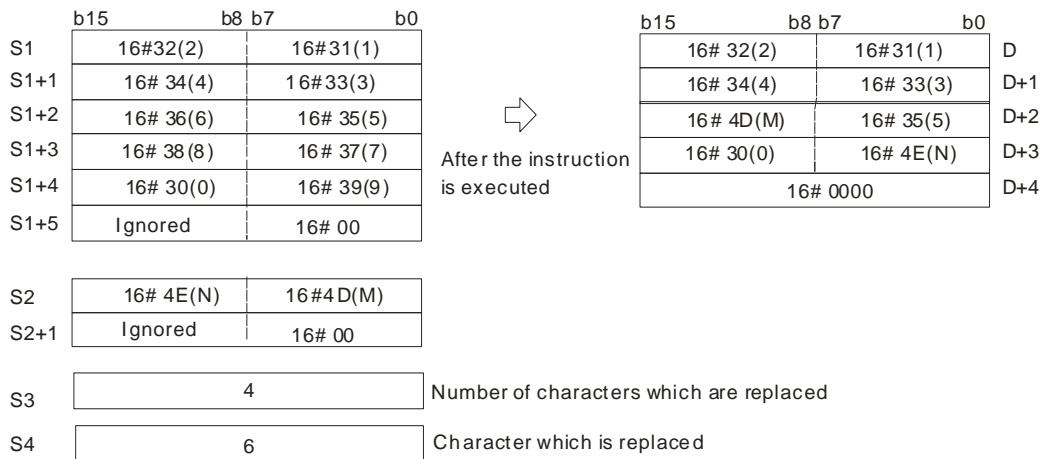 b15 b8 b7 b0 b15 b8 b7 b0
S1 16#32(2) 16#31(1) 16# 32(2) 16#31(1) D
S1+1 16# 34(4) 16#33(3) 16# 34(4) 16# 33(3) D+1
S1+2 16# 36(6) 16# 35(5) 16# 4D(M) 16# 35(5) D+2
S1+3 16# 38(8) 16# 37(7) After the instruction 16# 30(0) 16# 4E(N) D+3
S1+4 16# 30(0) 16# 39(9) is executed 16# 0000 D+4
S1+5 Ignored 16# 00
S2 16# 4E(N) 16#4D(M)
S2+1 Ignored 16# 00
S3 4 Number of characters which are replaced
S4 6 Character which is replaced